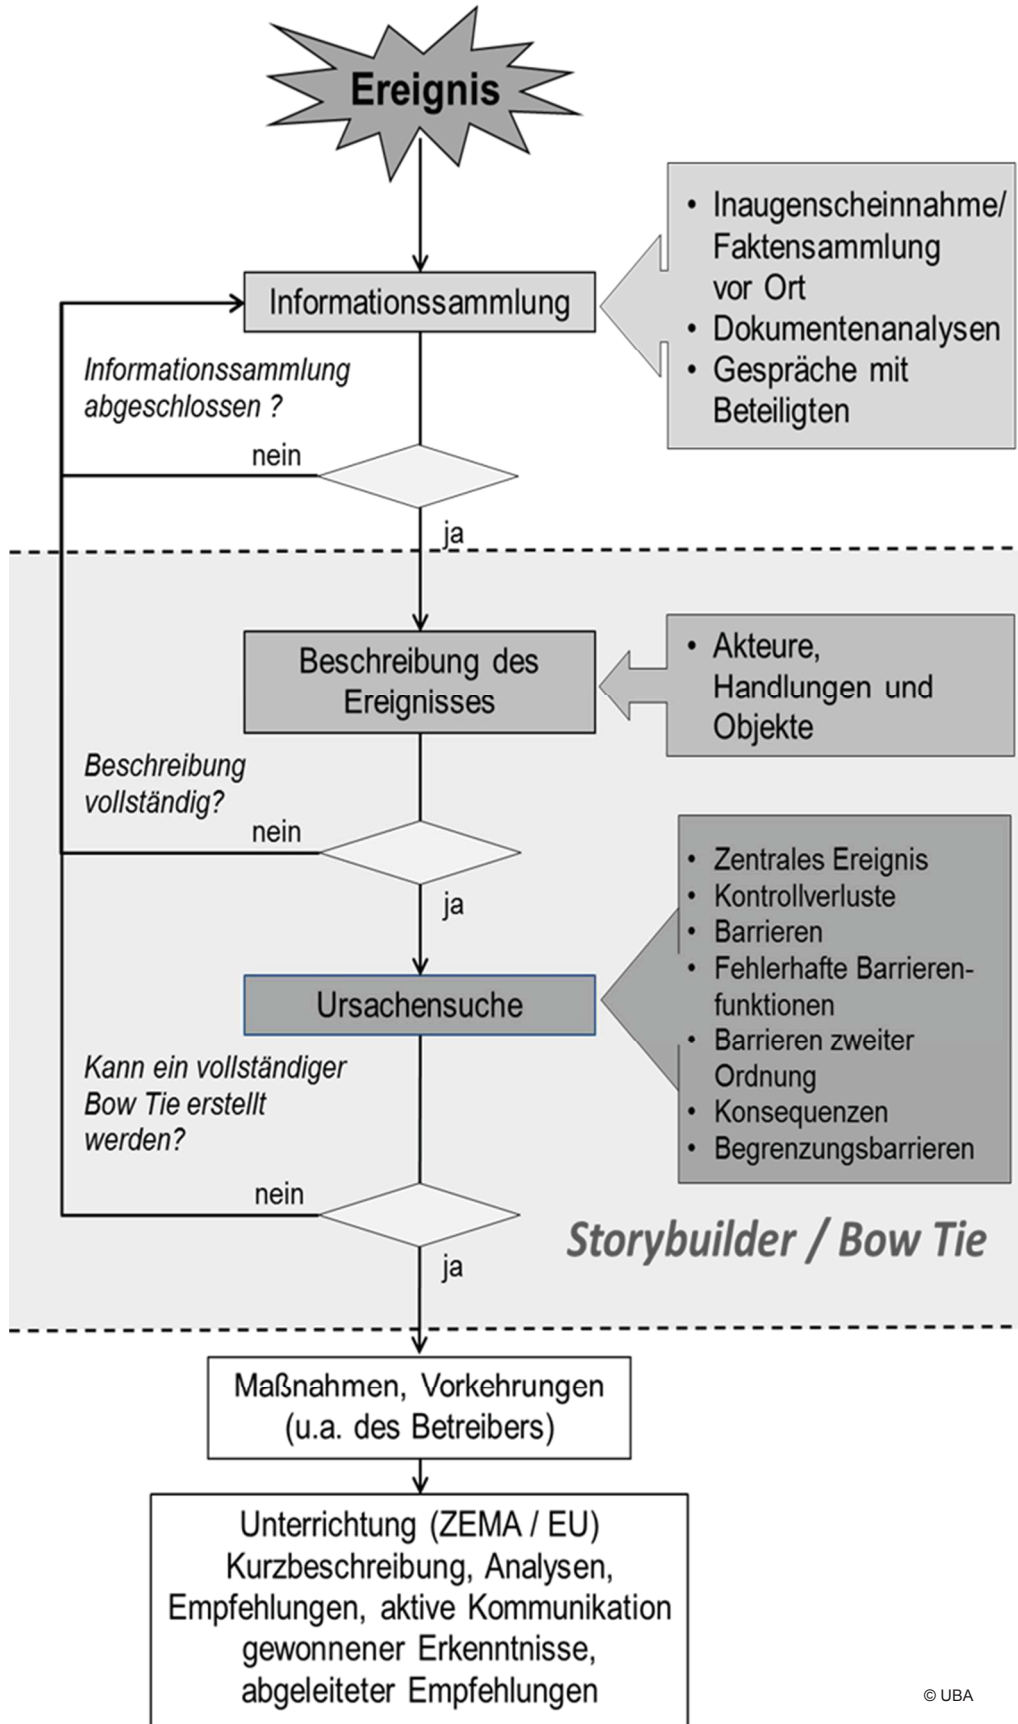 Ereignis
• Inaugenscheinnahme/
Faktensammlung
vor Ort
• Dokumentenanalysen
• Gespräche mit
Beteiligten
Informationssammlung
Informationssammlung
abgeschlossen ?
nein
ja
Beschreibung des
Ereignisses
• Akteure,
Handlungen und
Objekte
Beschreibung
vollständig?
nein
ja
• Zentrales Ereignis
• Kontrollverluste
• Barrieren
• Fehlerhafte Barrieren-
funktionen
• Barrieren zweiter
Ordnung
• Konsequenzen
• Begrenzungsbarrieren
Ursachensuche
Kann ein vollständiger
Bow Tie erstellt
werden?
nein
ja
Storybuilder / Bow Tie
Maßnahmen, Vorkehrungen
(u.a. des Betreibers)
Unterrichtung (ZEMA / EU)
Kurzbeschreibung, Analysen,
Empfehlungen, aktive Kommunikation
gewonnener Erkenntnisse,
abgeleiteter Empfehlungen
© UBA